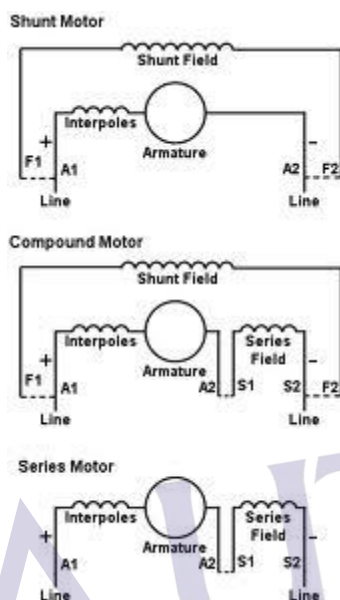 Shunt Motor
Shunt Field
Interpoles
Armature
+ -
F1 A1 A2 F2
Line Line
Compound Motor
Shunt Field
Interpoles Series
Field
Armature
+ -
F1 A1 A2 S1 S2 F2
Line Line
Series Motor
Interpoles Series
Field
Armature
+ -
A1 A2 S1 S2
Line Line